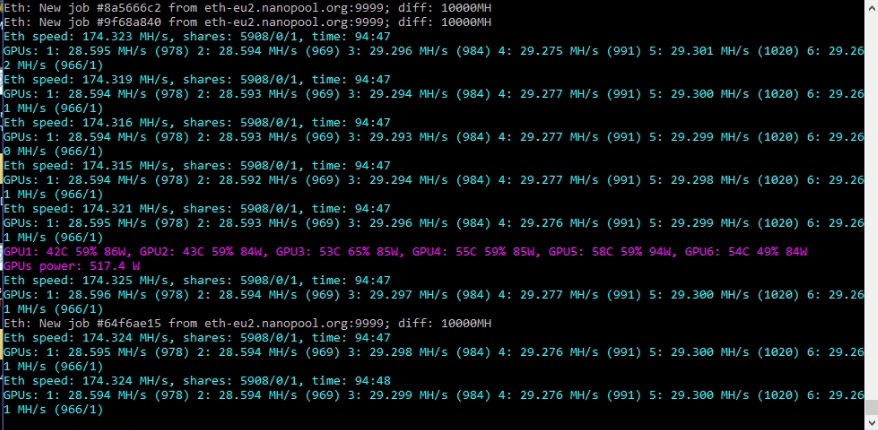 Eth: New job #8a5666c2 from eth-eu2.nanopool.org:9999; diff: 10000MH
Eth: New job #9f68a840 from eth-eu2.nanopool.org:9999; diff: 10000MH
Eth speed: 174.323 MH/s, shares: 5908/0/1, time: 94:47
GPUs: 1: 28.595 MH/s (978) 2: 28.594 MH/s (969) 3: 29.296 MH/s (984) 4: 29.275 MH/s (991) 5: 29.301 MH/s (1020) 6: 29.26
2 MH/s (966/1)
Eth speed: 174.319 MH/s, shares: 5908/0/1, time: 94:47
GPUs: 1: 28.594 MH/s (978) 2: 28.593 MH/s (969) 3: 29.294 MH/s (984) 4: 29.277 MH/s (991) 5: 29.300 MH/s (1020) 6: 29.26
1 MH/s (966/1)
Eth speed: 174.316 MH/s, shares: 5908/0/1, time: 94:47
GPUs: 1: 28.594 MH/s (978) 2: 28.593 MH/s (969) 3: 29.293 MH/s (984) 4: 29.277 MH/s (991) 5: 29.299 MH/s (1020) 6: 29.26
0 MH/s (966/1)
Eth speed: 174.315 MH/s, shares: 5908/0/1, time: 94:47
GPUs: 1: 28.594 MH/s (978) 2: 28.592 MH/s (969) 3: 29.294 MH/s (984) 4: 29.277 MH/s (991) 5: 29.298 MH/s (1020) 6: 29.26
1 MH/s (966/1)
Eth speed: 174.321 MH/s, shares: 5908/0/1, time: 94:47
GPUs: 1: 28.595 MH/s (978) 2: 28.593 MH/s (969) 3: 29.296 MH/s (984) 4: 29.276 MH/s (991) 5: 29.299 MH/s (1020) 6: 29.26
1 MH/s (966/1)
GPU1: 42C 59% 86W, GPU2: 43C 59% 84W, GPU3: 53C 65% 85W, GPU4: 55C 59% 85W, GPU5: 58C 59% 94W, GPU6: 54C 49% 84W
GPUs power: 517.4 W
Eth speed: 174.325 MH/s, shares: 5908/0/1, time: 94:47
GPUs: 1: 28.596 MH/s (978) 2: 28.594 MH/s (969) 3: 29.297 MH/s (984) 4: 29.277 MH/s (991) 5: 29.300 MH/s (1020) 6: 29.26
1 MH/s (966/1)
Eth: New job #64f6ae15 from eth-eu2.nanopool.org:9999; diff: 10000MH
Eth speed: 174.324 MH/s, shares: 5908/0/1, time: 94:47
GPUs: 1: 28.595 MH/s (978) 2: 28.594 MH/s (969) 3: 29.298 MH/s (984) 4: 29.276 MH/s (991) 5: 29.300 MH/s (1020) 6: 29.26
1 MH/s (966/1)
Eth speed: 174.324 MH/s, shares: 5908/0/1, time: 94:48
GPUs: 1: 28.594 MH/s (978) 2: 28.594 MH/s (969) 3: 29.299 MH/s (984) 4: 29.276 MH/s (991) 5: 29.300 MH/s (1020) 6: 29.26
1 MH/s (966/1)